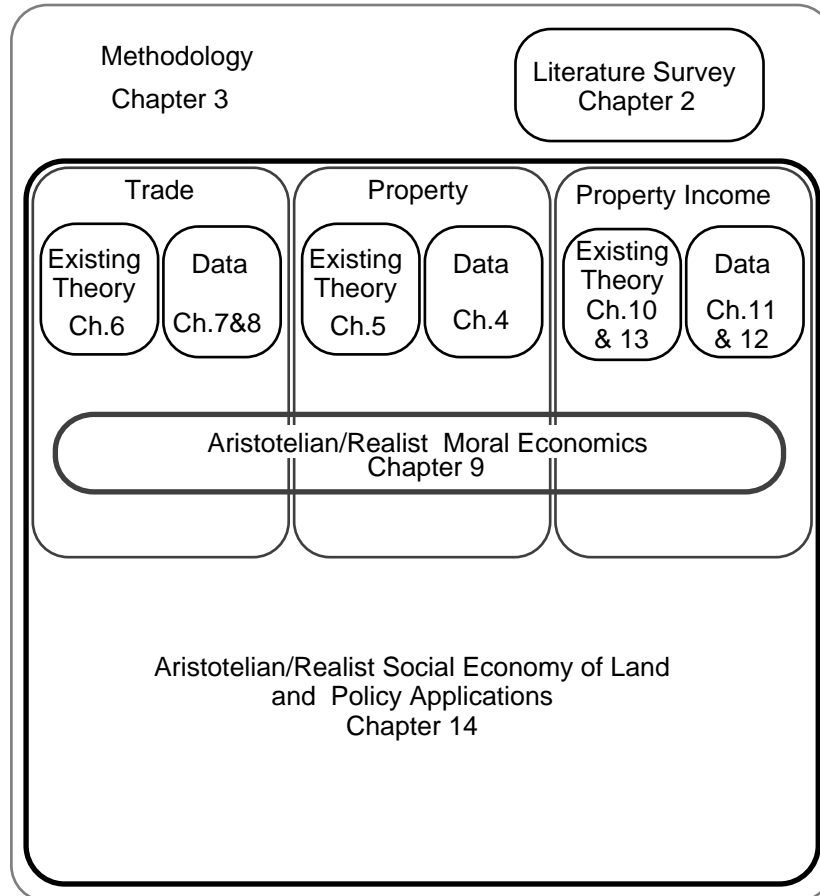 Methodology
Chapter 3
Literature Survey
Chapter 2
Trade
Existing
Theory
Ch.6
Data
Ch.7&8
Property
Existing
Theory
Ch.5
Data
Ch.4
Property Income
Existing
Theory
Ch.10
& 13
Data
Ch.11
& 12
Aristotelian/Realist Moral Economics
Chapter 9
Aristotelian/Realist Social Economy of Land
and Policy Applications
Chapter 14